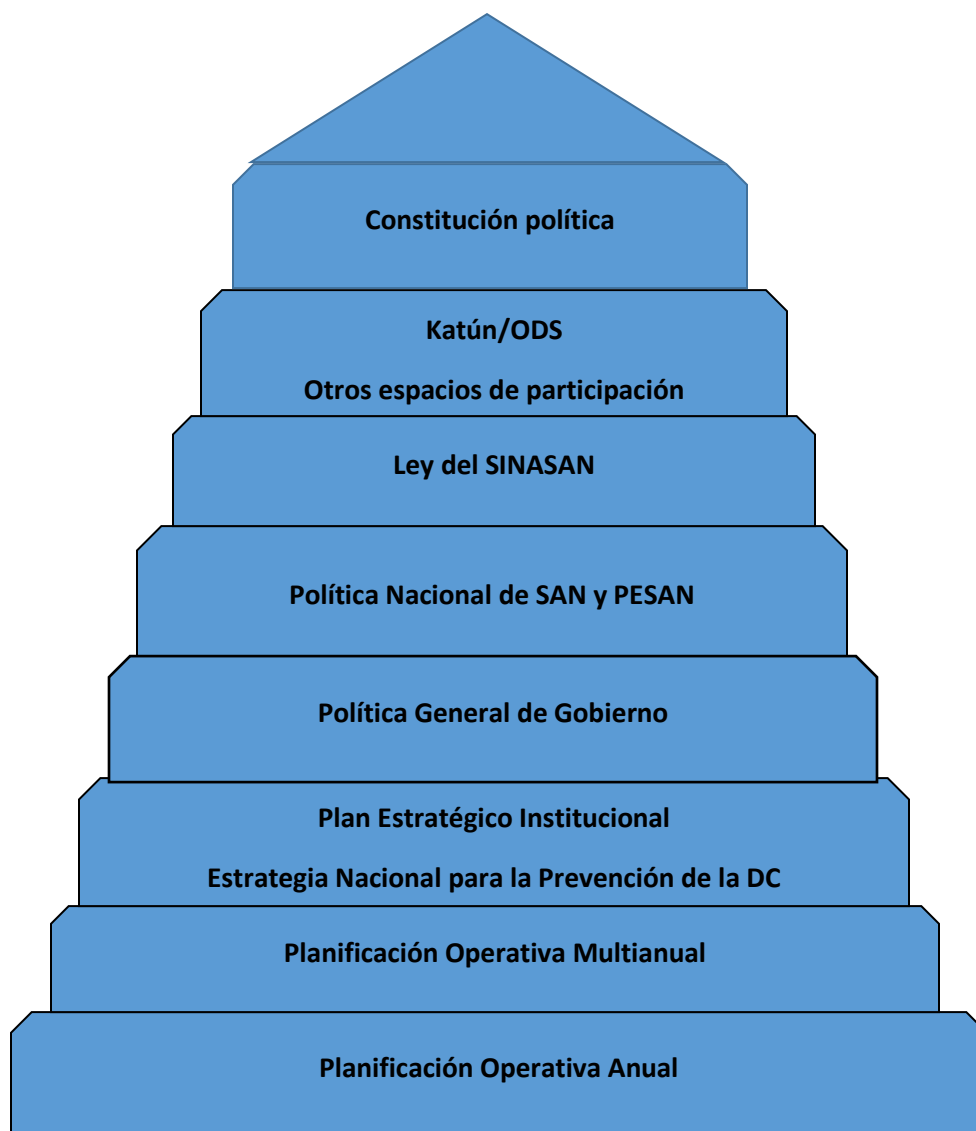 Constitución política
Katún/ODS
Otros espacios de participación
Ley del SINASAN
Política Nacional de SAN y PESAN
Política General de Gobierno
Plan Estratégico Institucional
Estrategia Nacional para la Prevención de la DC
Planificación Operativa Multianual
Planificación Operativa Anual